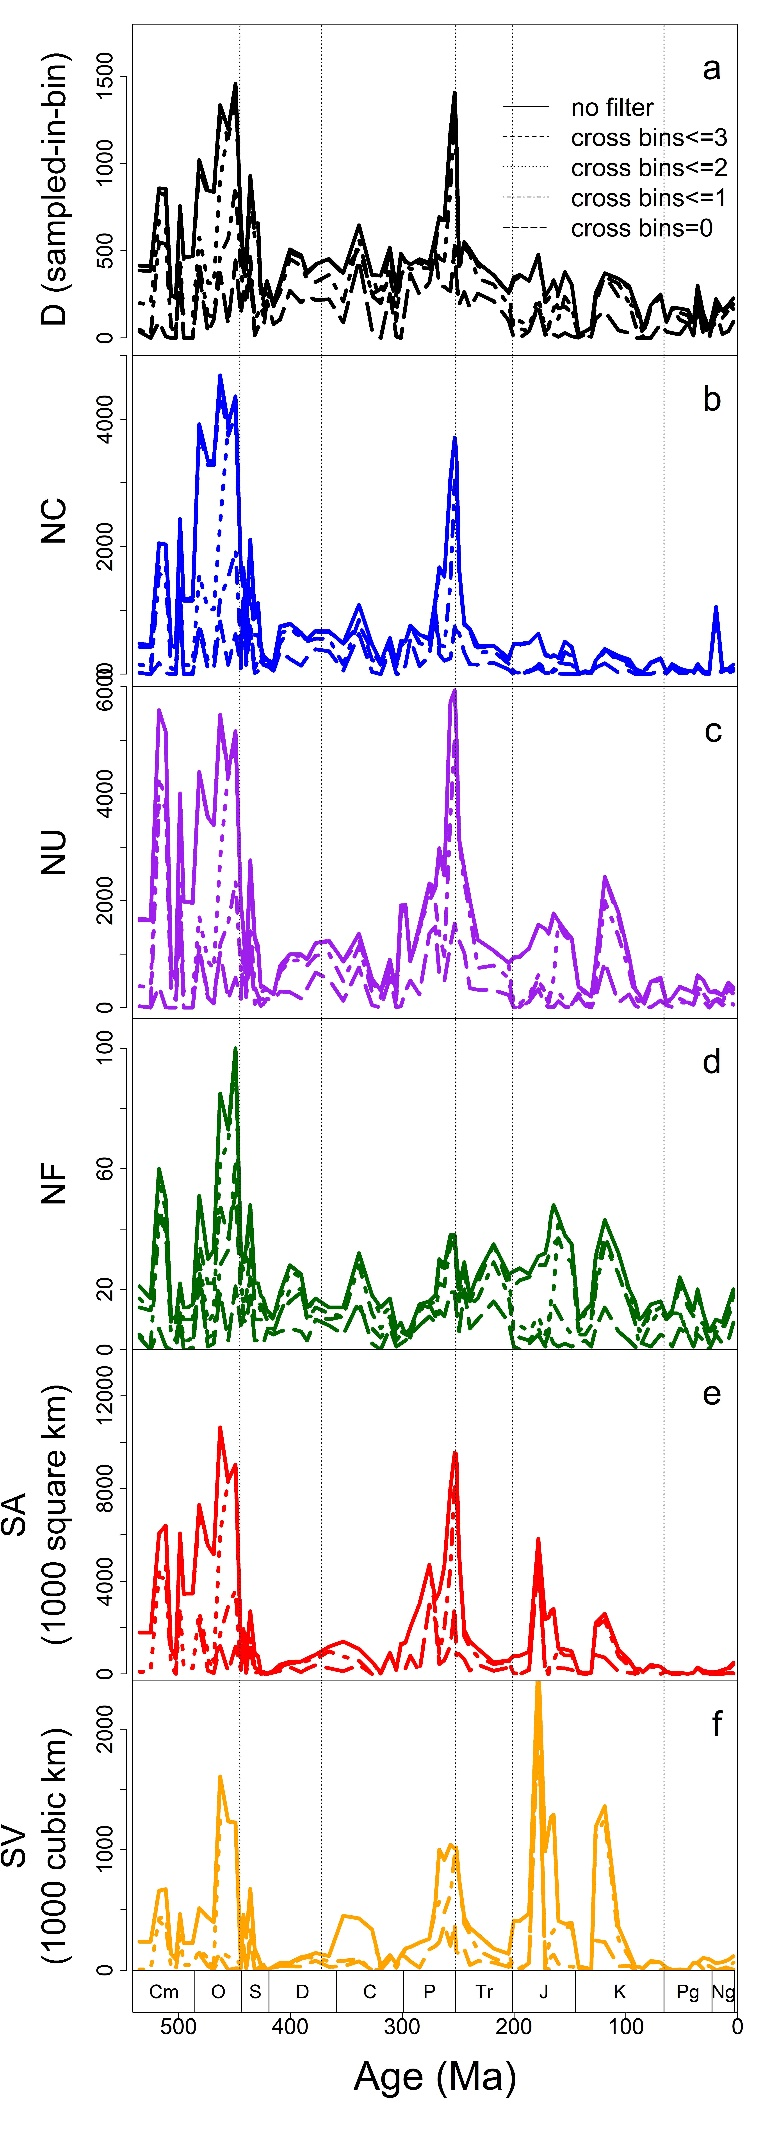 a
no filter
cross bins<=3
cross bins<=2
cross bins<=1
cross bins=0
D (sampled-in-bin)
1500
1000
500
0
b
NC
4000
2000
0
c
NU
6000
4000
2000
0
d
NF
100
60
20
0
e
SA
(1000 square km)
12000
8000
4000
0
f
SV
(1000 cubic km)
2000
1000
0
Cm O S D C P Tr J K Pg Ng
500 400 300 200 100 0
Age (Ma)